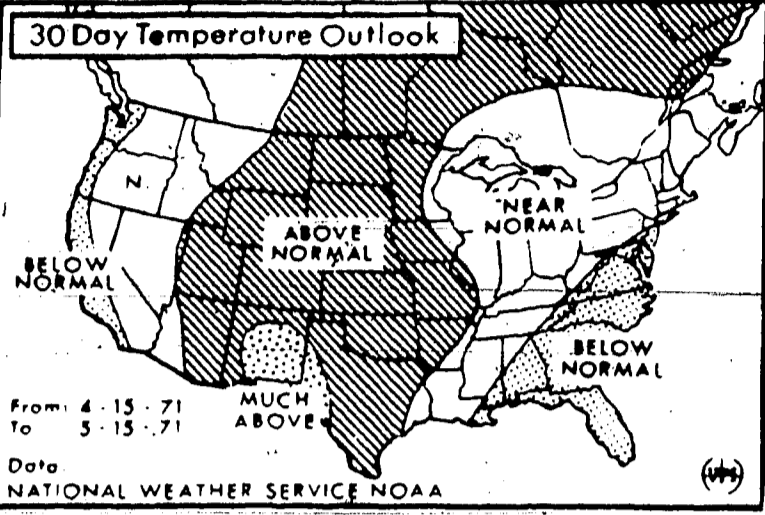 30 Day Temperature Outlook
N
ABOVE
NORMAL
NEAR
NORMAL
BELOW
NORMAL
BELOW
NORMAL
MUCH
ABOVE
From: 4-15-71
To 5-15-71
Data
NATIONAL WEATHER SERVICE NOAA
UPS